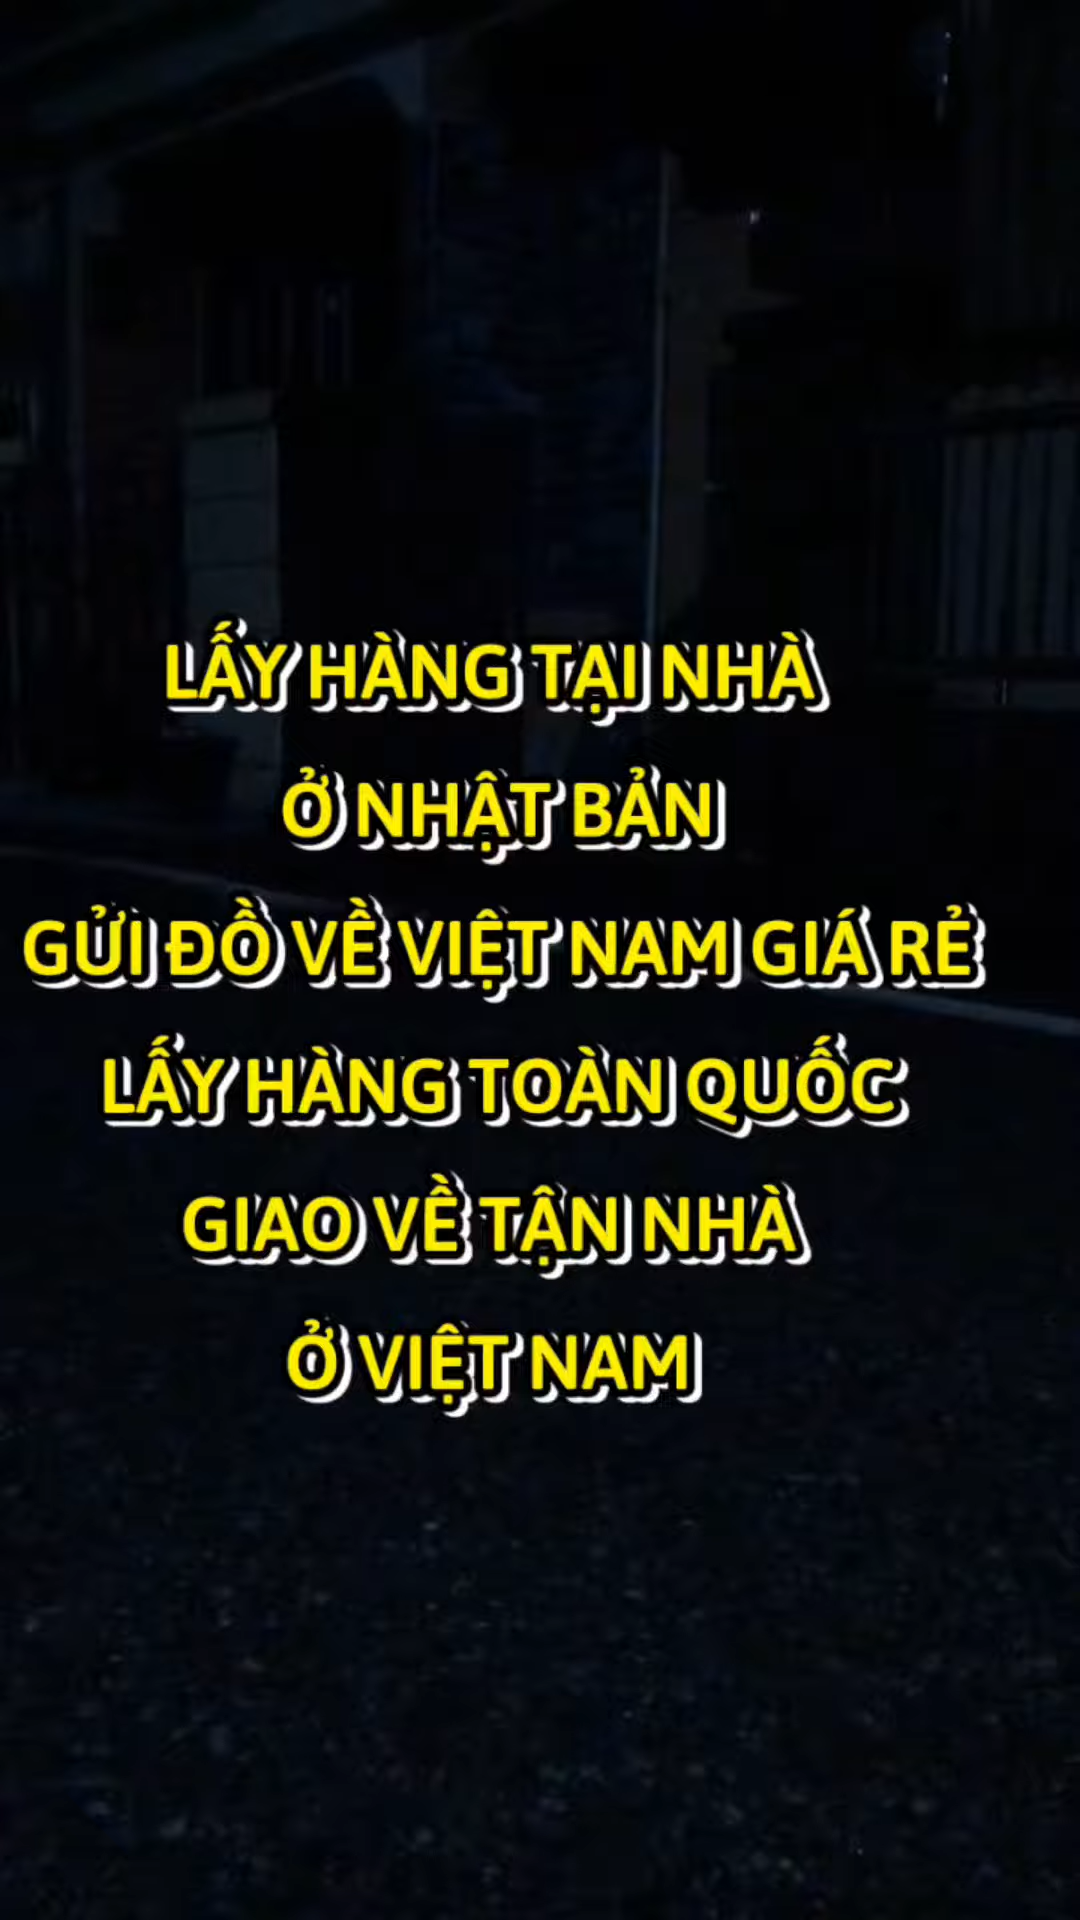 LẤY HÀNG TẠI NHÀ
Ở NHẬT BẢN
GỬI ĐỒ VỀ VIỆT NAM GIÁ RẺ
LẤY HÀNG TOÀN QUỐC
GIAO VỀ TẬN NHÀ
Ở VIỆT NAM